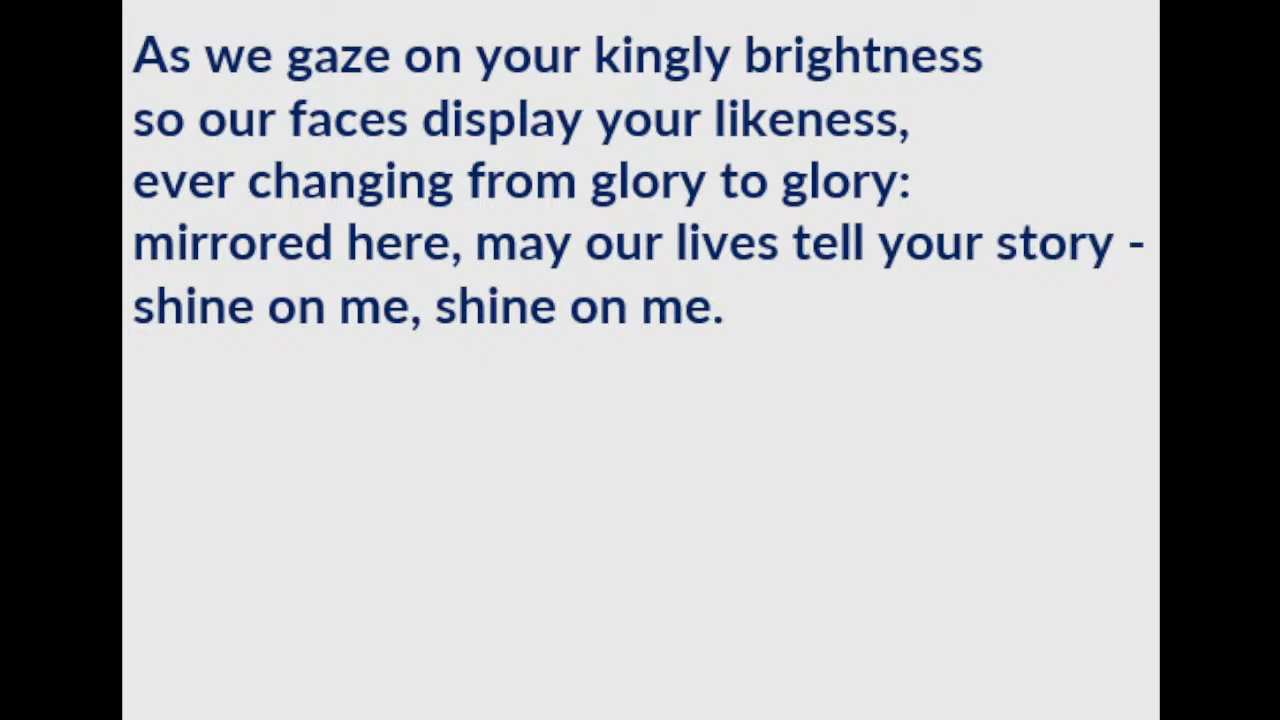 As we gaze on your kingly brightness
so our faces display your likeness,
ever changing from glory to glory:
mirrored here, may our lives tell your story -
shine on me, shine on me.